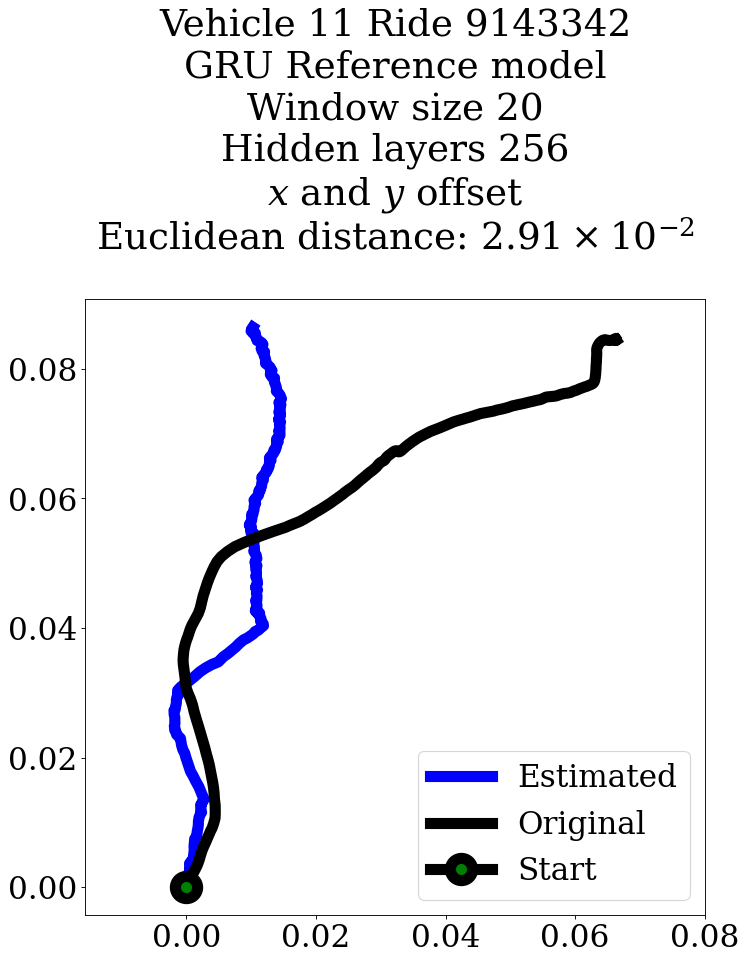 Vehicle 11 Ride 9143342
GRU Reference model
Window size 20
Hidden layers 256
x and y offset
Euclidean distance: 2.91 × 10⁻²
0.08
0.06
0.04
0.02
0.00
Estimated
Original
Start
0.00 0.02 0.04 0.06 0.08